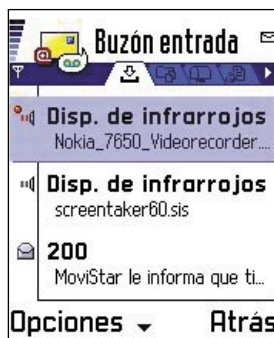 Buzón entrada
Disp. de infrarrojos
Nokia_7650_Videorecorder....
Disp. de infrarrojos
screentaker60.sis
200
MoviStar le informa que ti...
Opciones Atrás